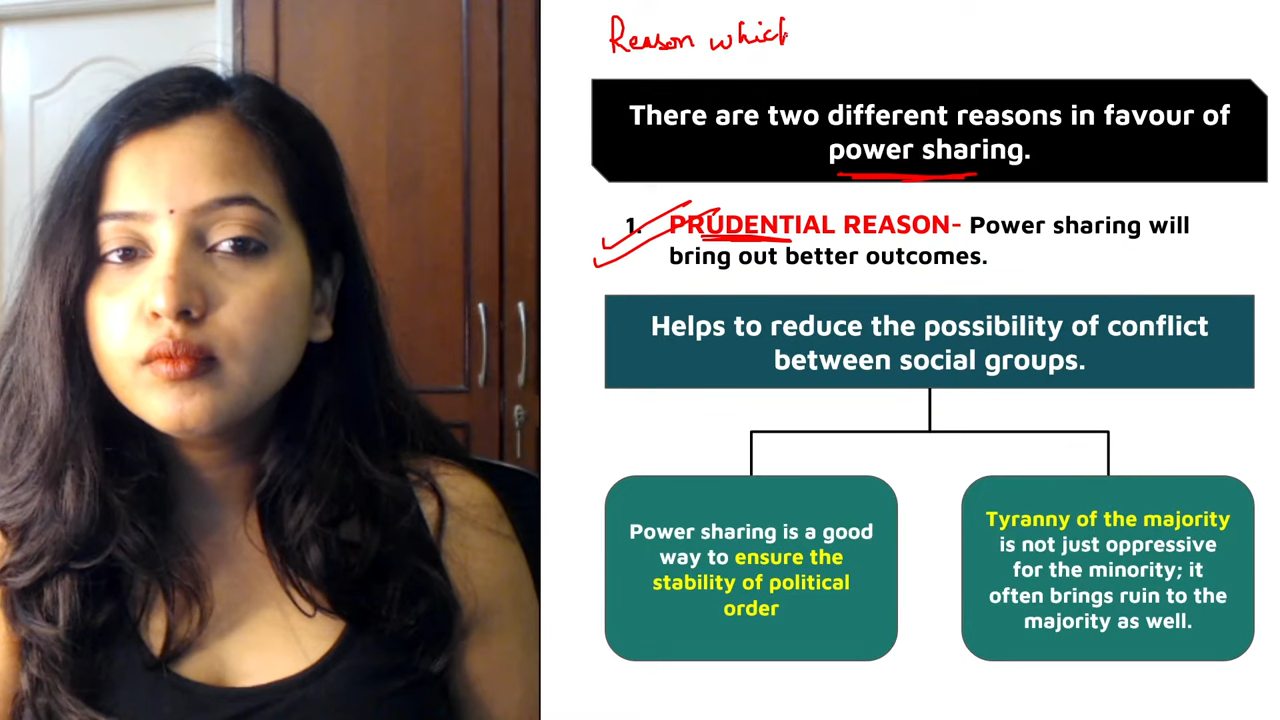 Reason which
There are two different reasons in favour of
power sharing.
1. PRUDENTIAL REASON- Power sharing will
bring out better outcomes.
Helps to reduce the possibility of conflict
between social groups.
Power sharing is a good
way to ensure the
stability of political
order
Tyranny of the majority
is not just oppressive
for the minority; it
often brings ruin to the
majority as well.